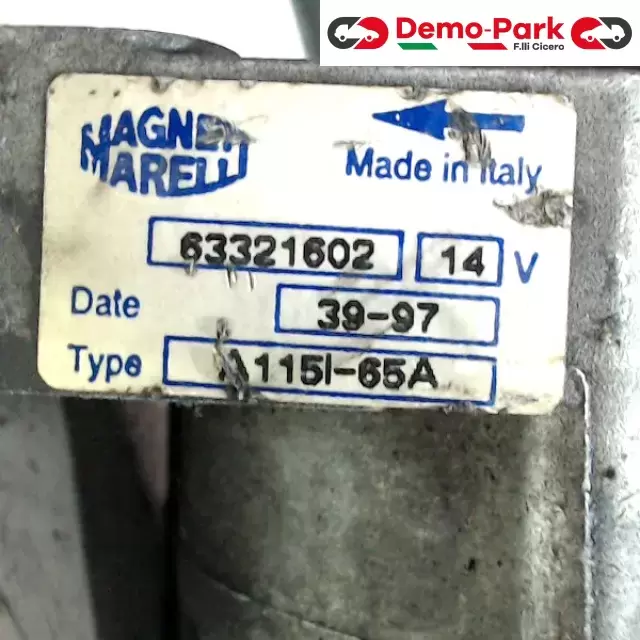 Demo-Park
F.lli Cicero
MAGNETI
MARELLI
Made in Italy
63321602 14 V
Date 39-97
Type A115I-65A